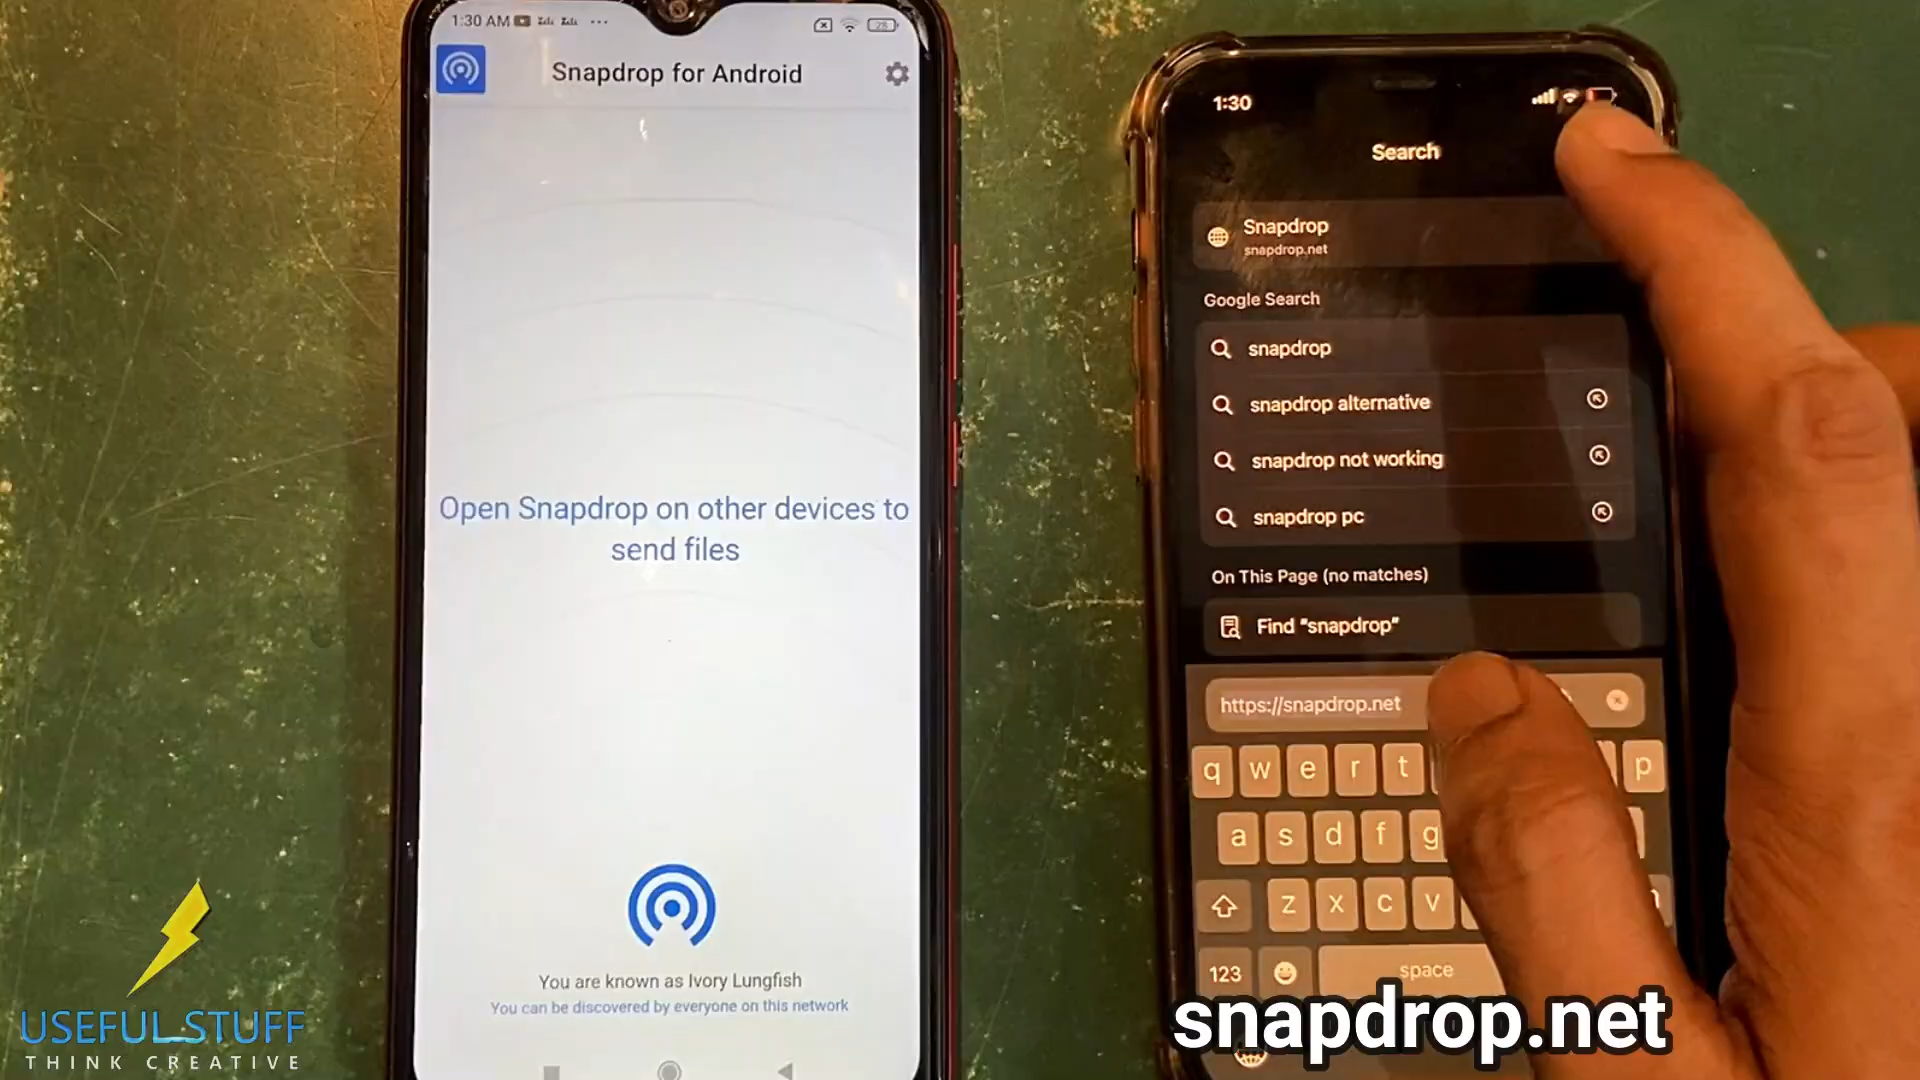 1:30 AM
28
Snapdrop for Android
Open Snapdrop on other devices to
send files
You are known as Ivory Lungfish
You can be discovered by everyone on this network
1:30
Search
Snapdrop
snapdrop.net
Google Search
snapdrop
snapdrop alternative
snapdrop not working
snapdrop pc
On This Page (no matches)
Find “snapdrop”
https://snapdrop.net
q w e r t p
a s d f g
z x c v
123 space
snapdrop.net
USEFUL_STUFF
THINK CREATIVE